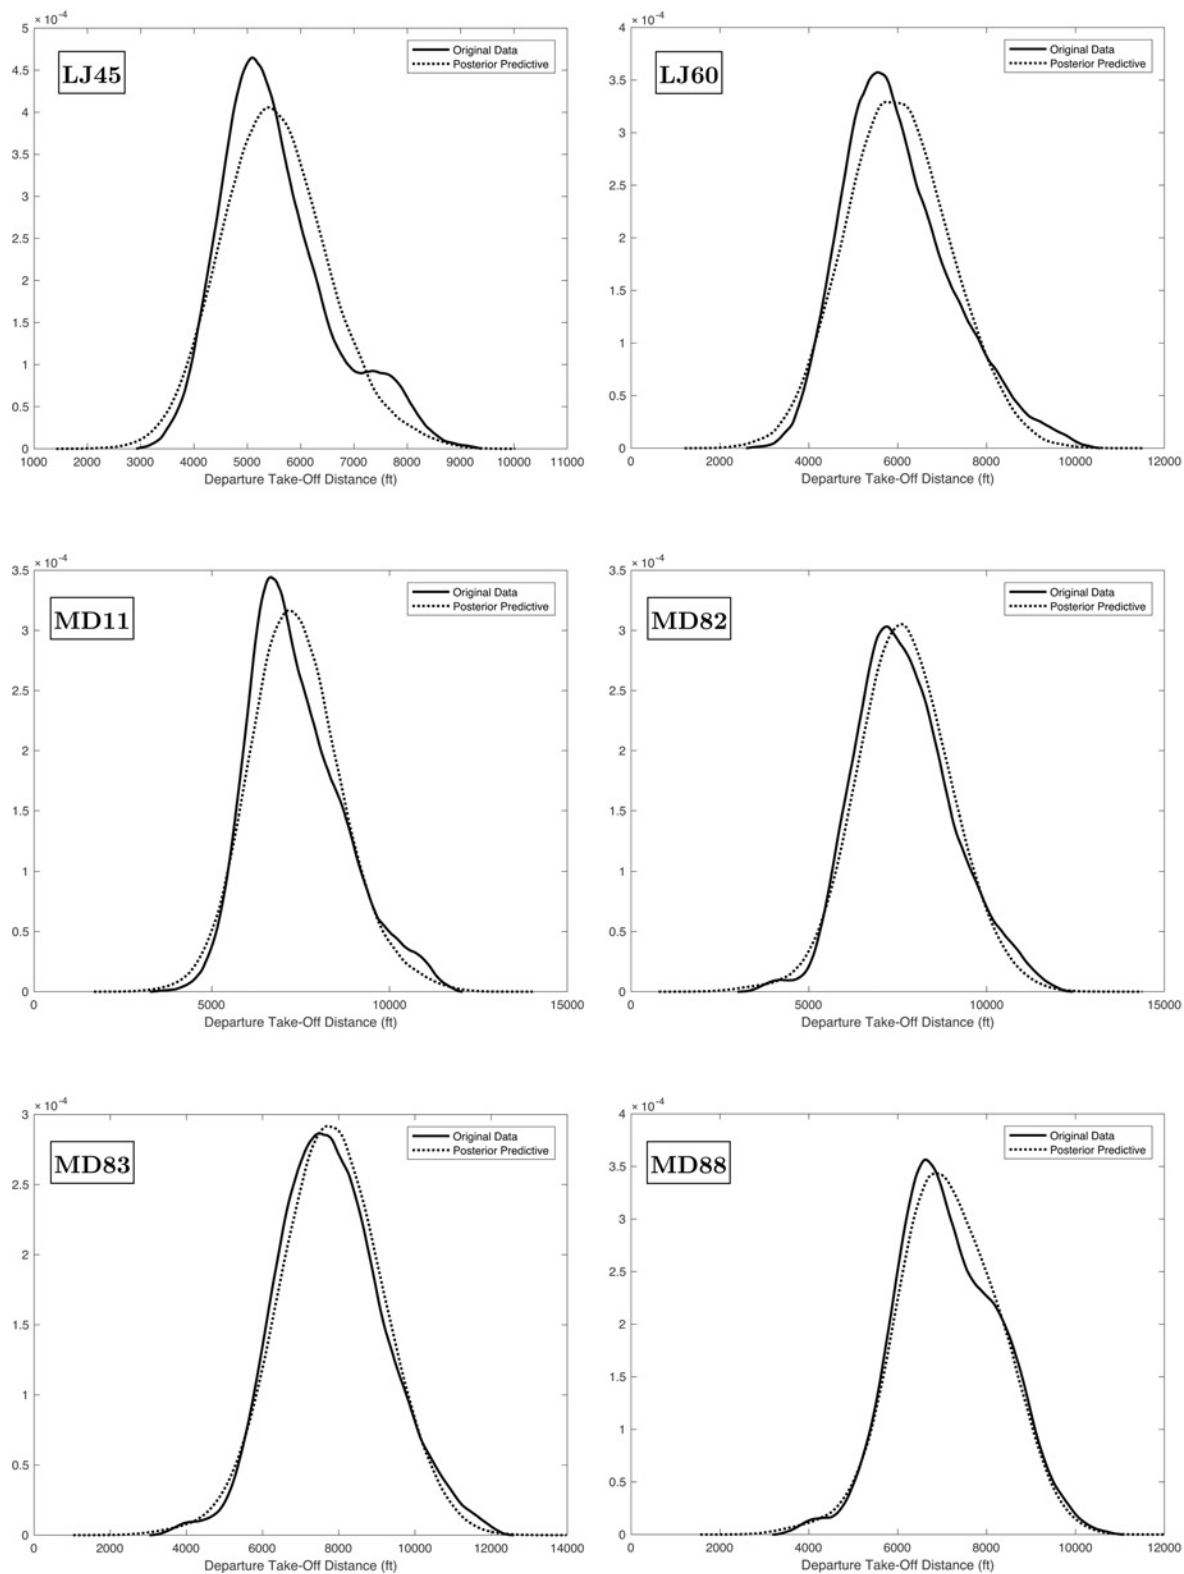 × 10⁻⁴
5
4.5
4
3.5
3
2.5
2
1.5
1
0.5
0
LJ45
Original Data
Posterior Predictive
1000 2000 3000 4000 5000 6000 7000 8000 9000 10000 11000
Departure Take-Off Distance (ft)
× 10⁻⁴
4
3.5
3
2.5
2
1.5
1
0.5
0
LJ60
Original Data
Posterior Predictive
0 2000 4000 6000 8000 10000 12000
Departure Take-Off Distance (ft)
× 10⁻⁴
3.5
3
2.5
2
1.5
1
0.5
0
MD11
Original Data
Posterior Predictive
0 5000 10000 15000
Departure Take-Off Distance (ft)
× 10⁻⁴
3.5
3
2.5
2
1.5
1
0.5
0
MD82
Original Data
Posterior Predictive
0 5000 10000 15000
Departure Take-Off Distance (ft)
× 10⁻⁴
3
2.5
2
1.5
1
0.5
0
MD83
Original Data
Posterior Predictive
0 2000 4000 6000 8000 10000 12000 14000
Departure Take-Off Distance (ft)
× 10⁻⁴
4
3.5
3
2.5
2
1.5
1
0.5
0
MD88
Original Data
Posterior Predictive
0 2000 4000 6000 8000 10000 12000
Departure Take-Off Distance (ft)